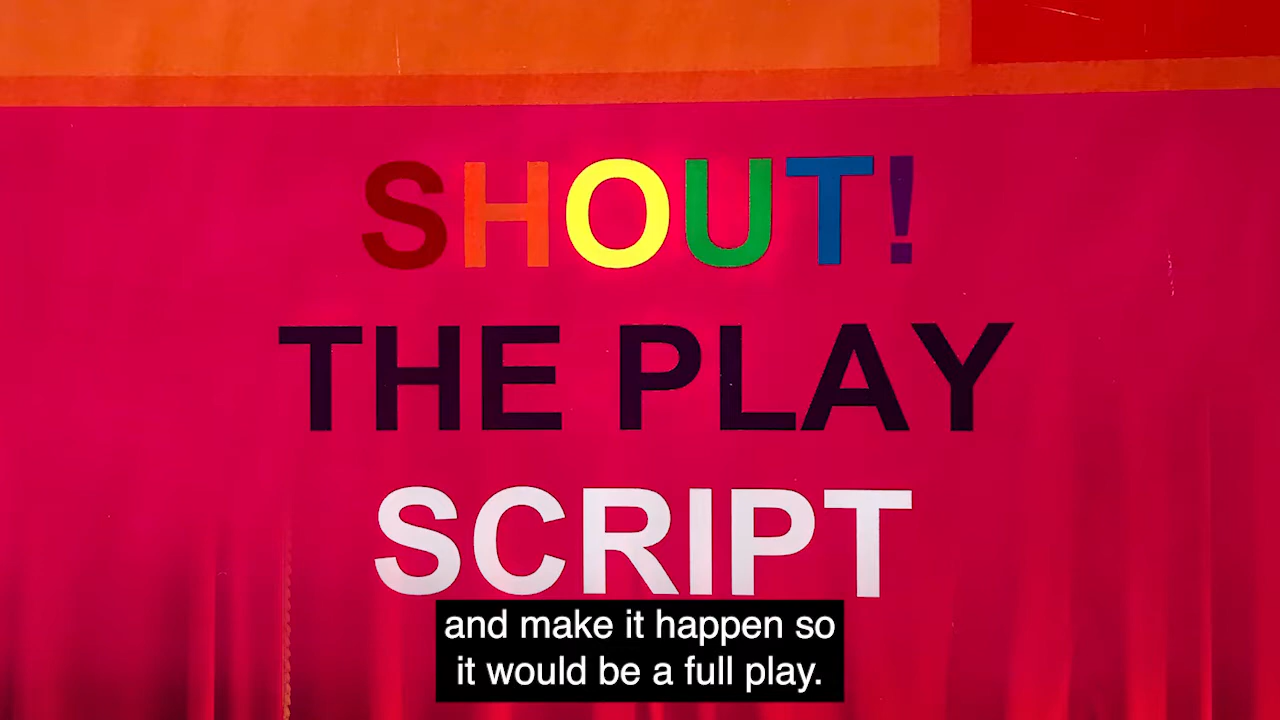 SHOUT!
THE PLAY
SCRIPT
and make it happen so
it would be a full play.